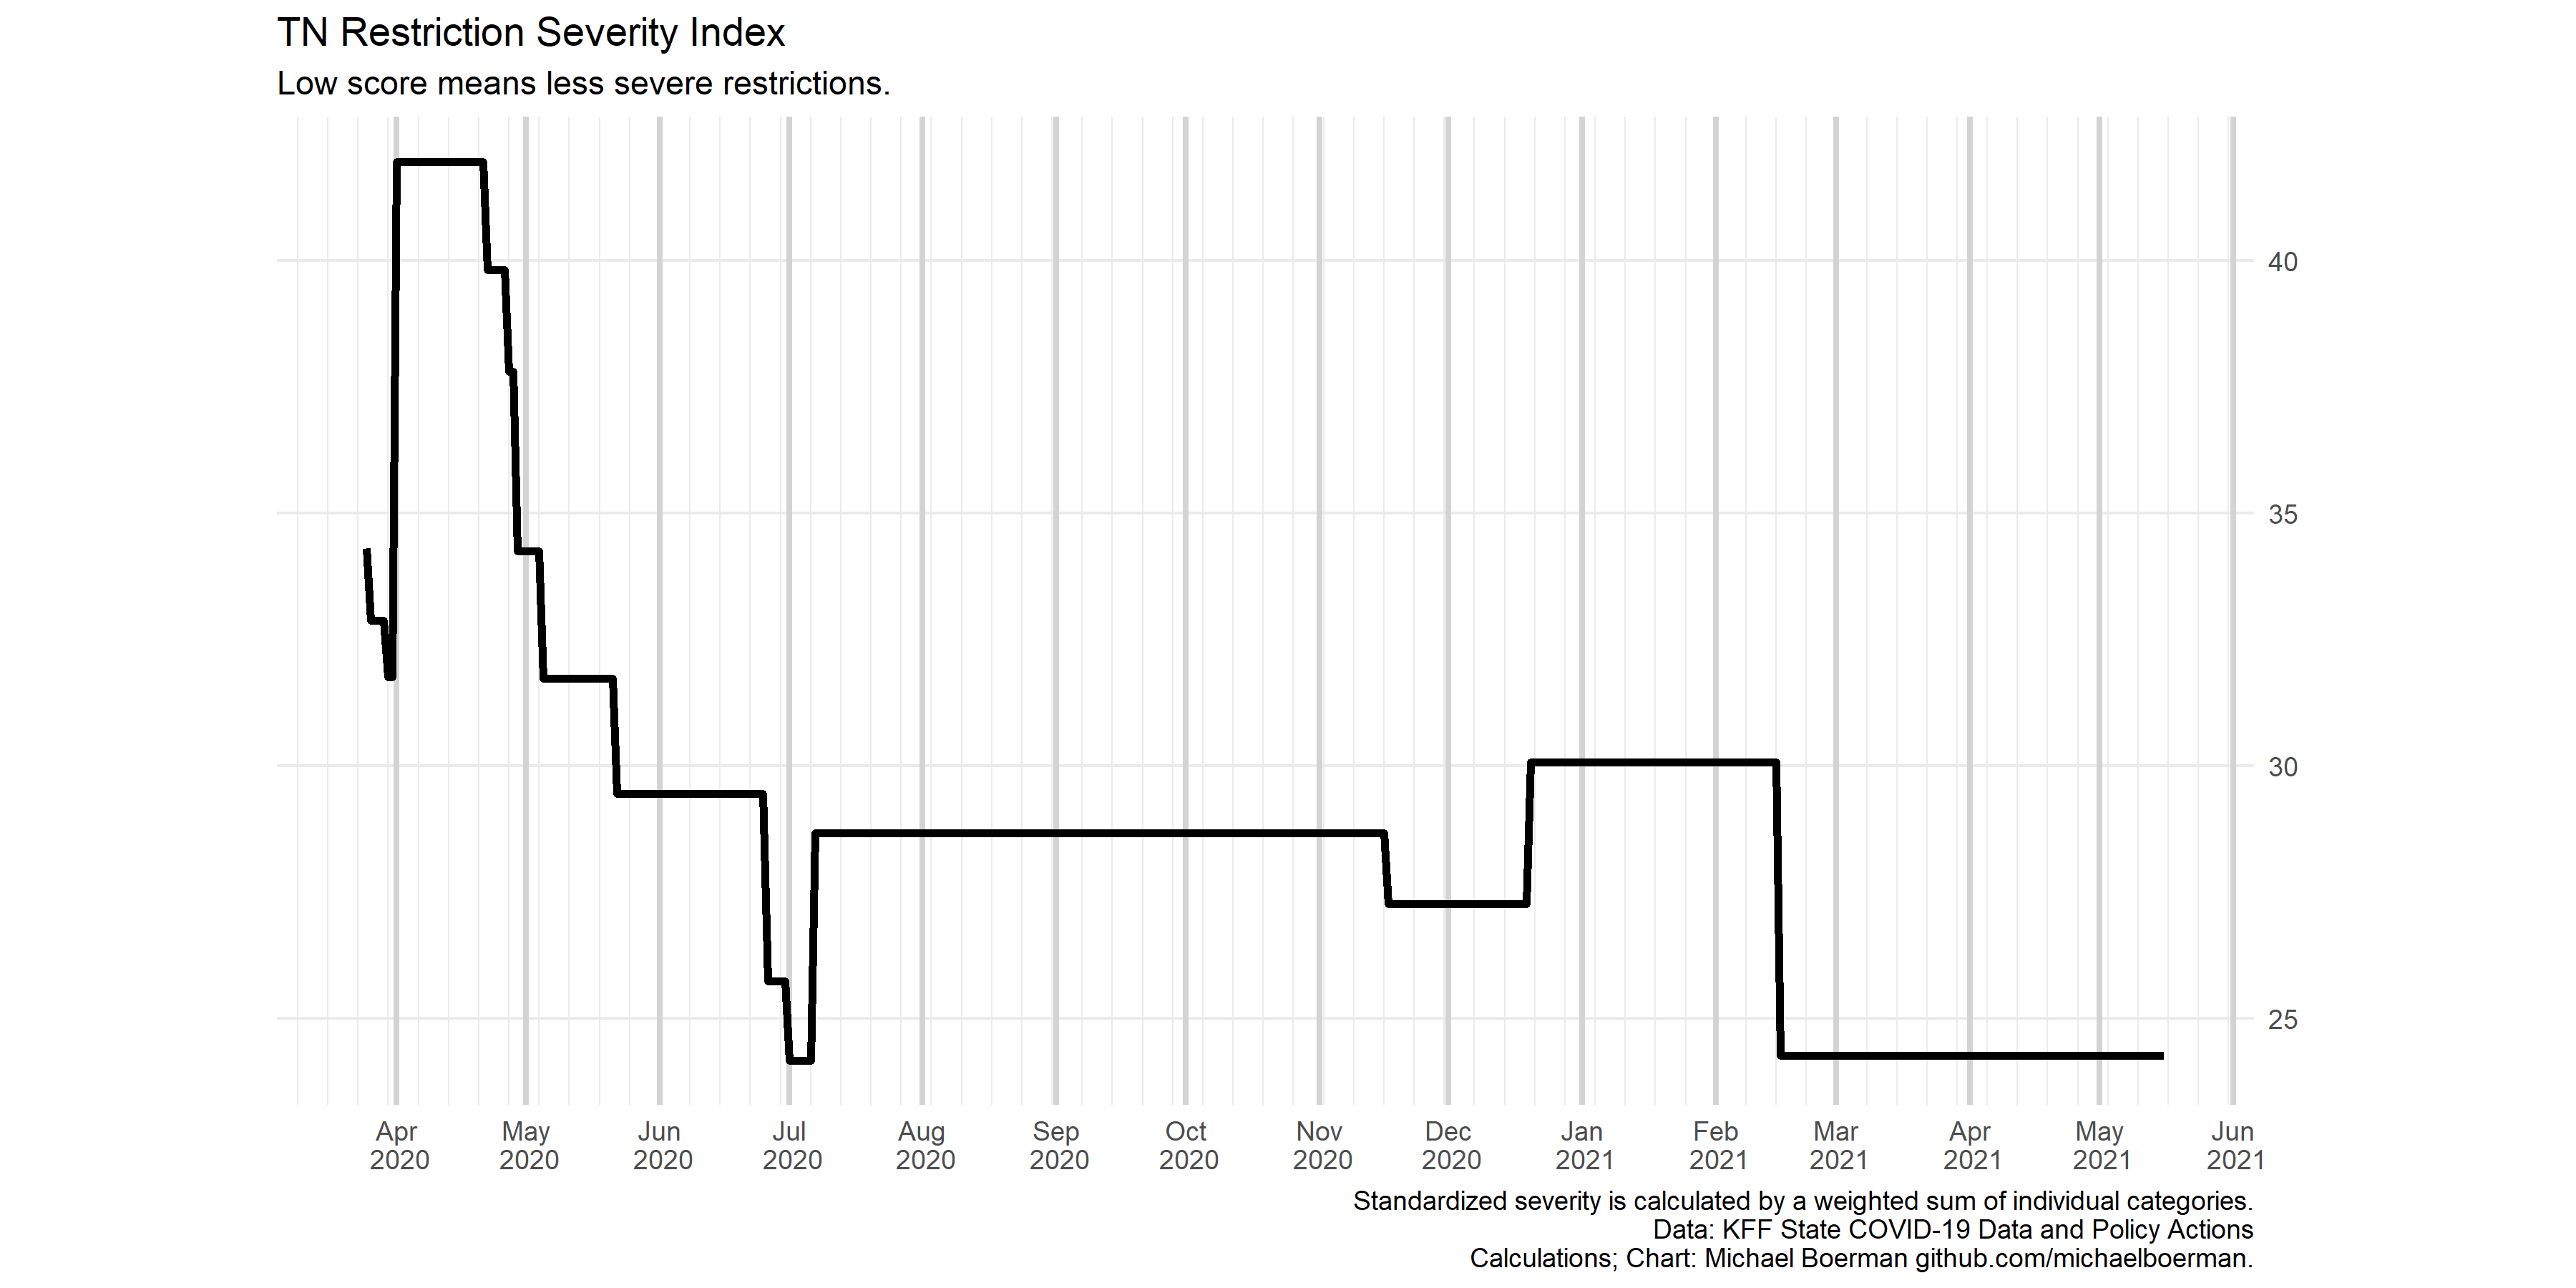 TN Restriction Severity Index
Low score means less severe restrictions.
40
35
30
25
Apr
2020
May
2020
Jun
2020
Jul
2020
Aug
2020
Sep
2020
Oct
2020
Nov
2020
Dec
2020
Jan
2021
Feb
2021
Mar
2021
Apr
2021
May
2021
Jun
2021
Standardized severity is calculated by a weighted sum of individual categories.
Data: KFF State COVID-19 Data and Policy Actions
Calculations; Chart: Michael Boerman github.com/michaelboerman.